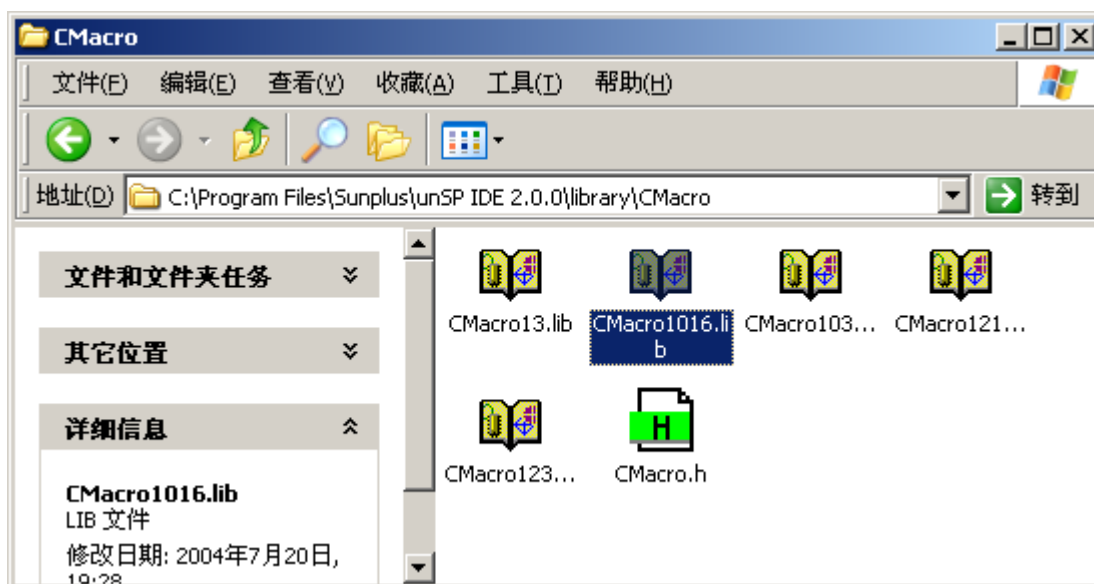 CMacro
文件(F) 编辑(E) 查看(V) 收藏(A) 工具(T) 帮助(H)
地址(D) C:\Program Files\Sunplus\unSP IDE 2.0.0\library\CMacro 转到
文件和文件夹任务
其它位置
详细信息
CMacro1016.lib
LIB 文件
修改日期: 2004年7月20日,
19:28
CMacro13.lib
CMacro1016.li
b
CMacro103...
CMacro121...
CMacro123...
H
CMacro.h